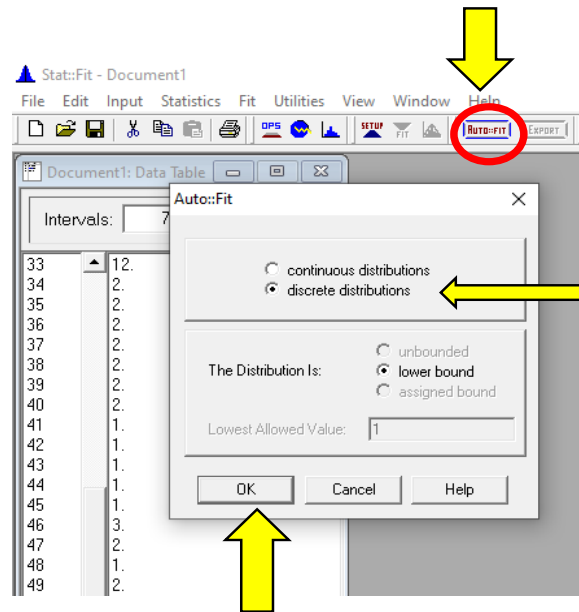 Stat::Fit - Document1
File Edit Input Statistics Fit Utilities View Window Help
OPS SETUP FIT AUTO::FIT EXPORT
Document1: Data Table
Intervals: 7
Auto::Fit
continuous distributions
discrete distributions
The Distribution Is:
unbounded
lower bound
assigned bound
Lowest Allowed Value: 1
OK Cancel Help
33 12.
34 2.
35 2.
36 2.
37 2.
38 2.
39 2.
40 2.
41 1.
42 1.
43 1.
44 1.
45 1.
46 3.
47 2.
48 1.
49 2.